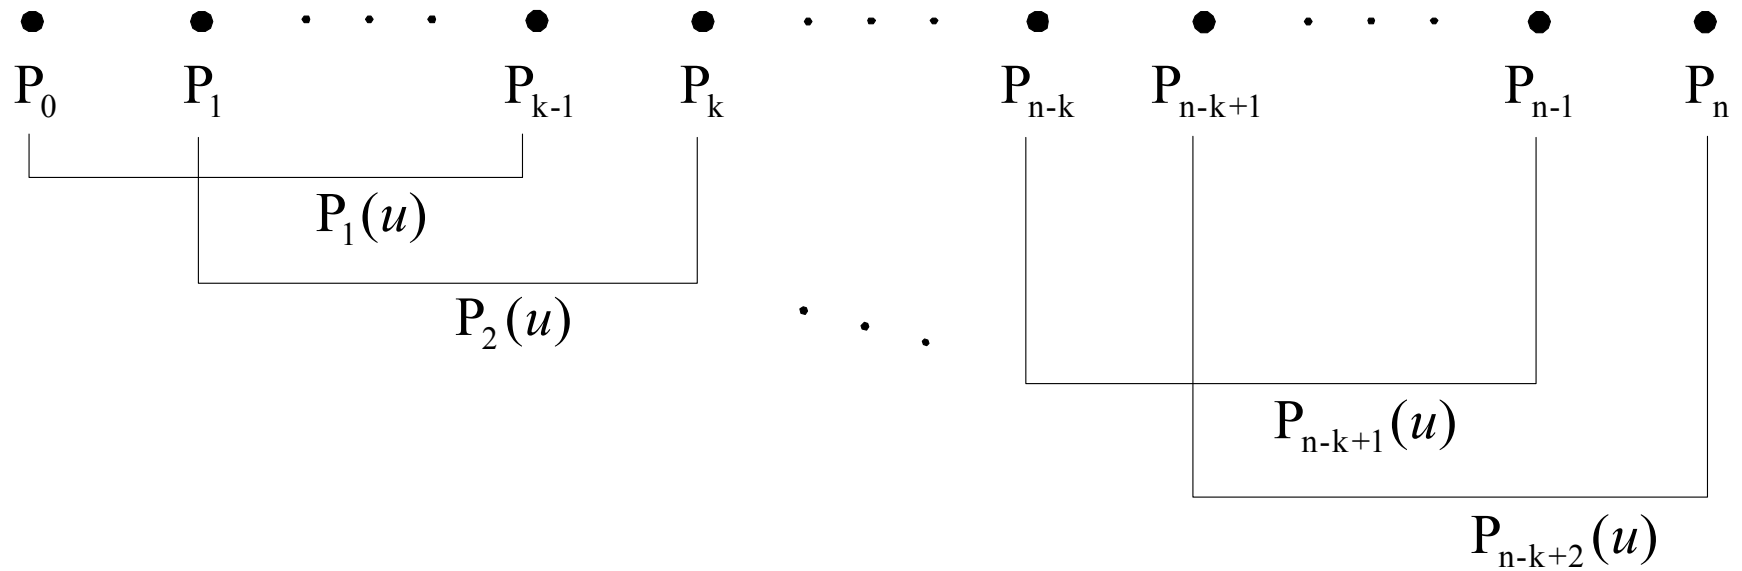 P0 P1 . . . Pk-1 Pk . . . Pn-k Pn-k+1 . . . Pn-1 Pn
P1(u)
P2(u)
Pn-k+1(u)
Pn-k+2(u)